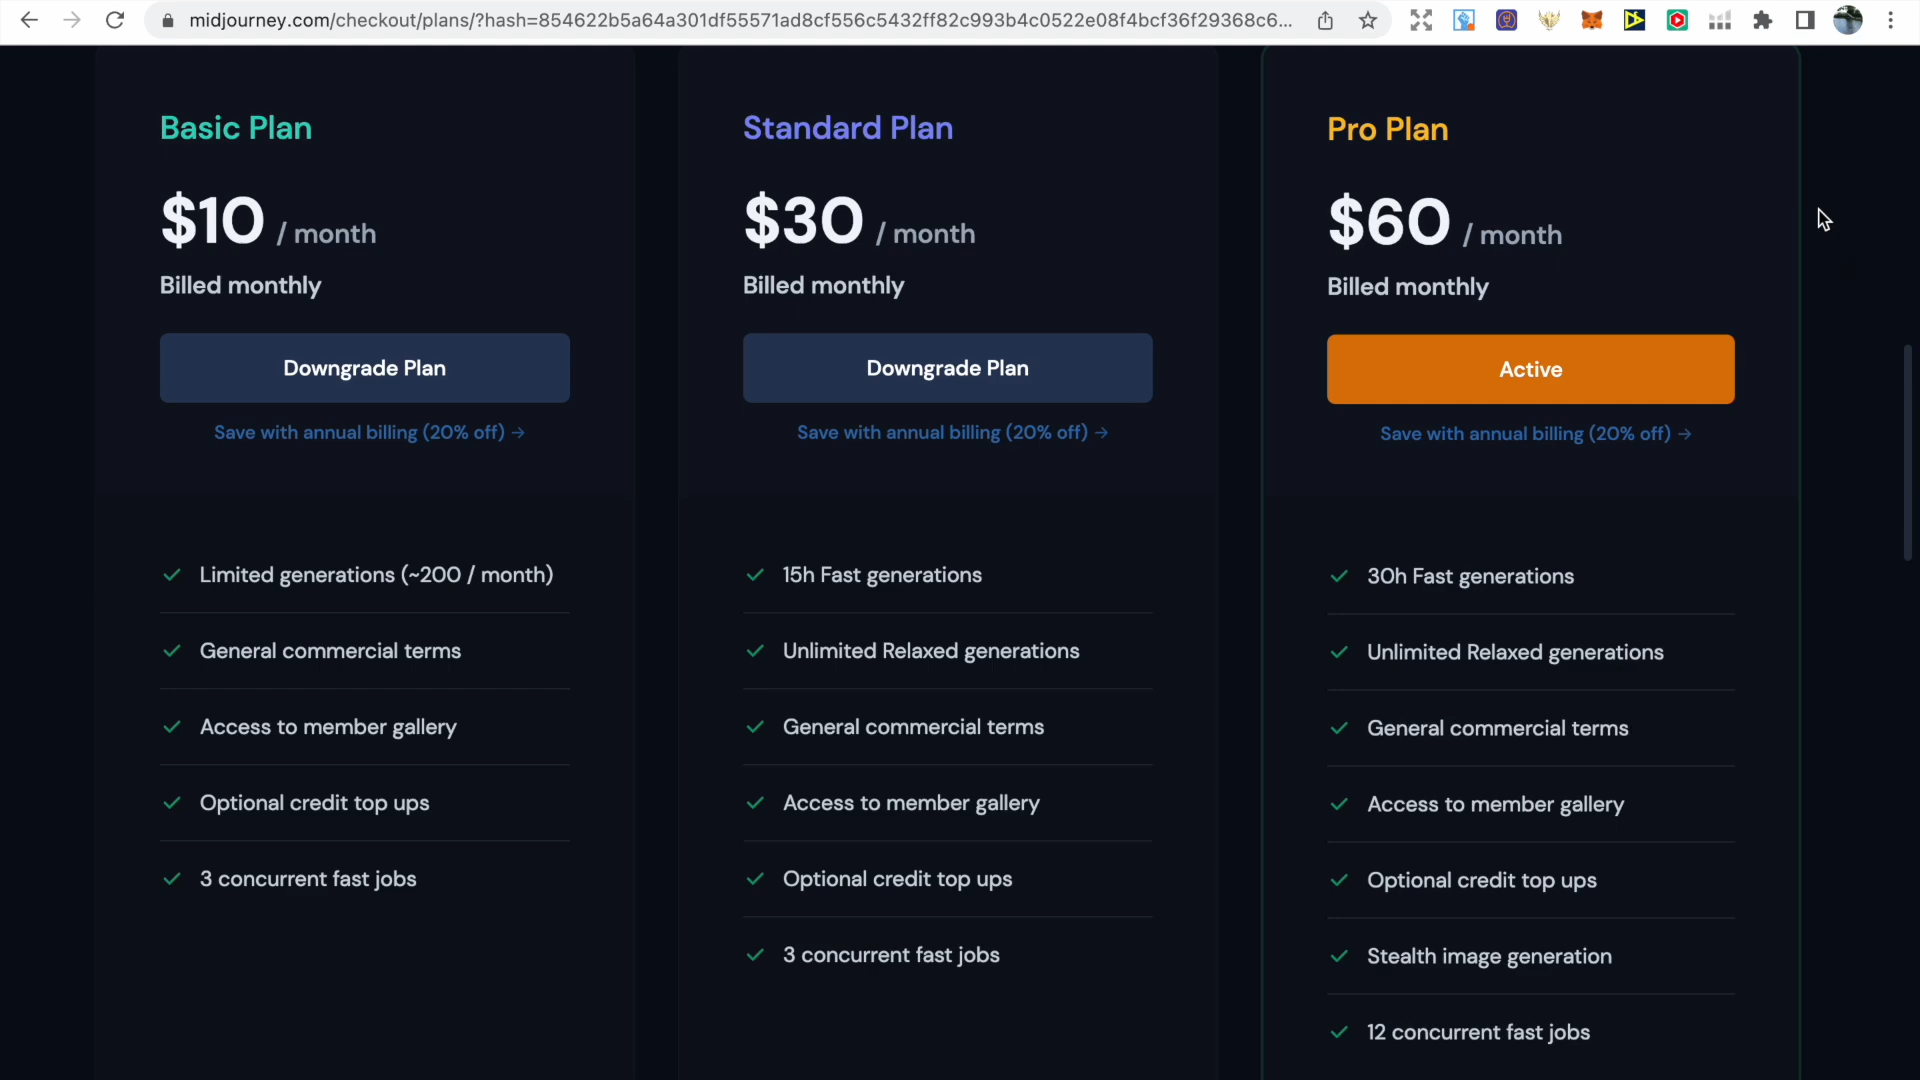 midjourney.com/checkout/plans/?hash=854622b5a64a301df55571ad8cf556c5432ff82c993b4c0522e08f4bcf36f29368c6...
Basic Plan
$10 / month
Billed monthly
Downgrade Plan
Save with annual billing (20% off) →
Limited generations (~200 / month)
General commercial terms
Access to member gallery
Optional credit top ups
3 concurrent fast jobs
Standard Plan
$30 / month
Billed monthly
Downgrade Plan
Save with annual billing (20% off) →
15h Fast generations
Unlimited Relaxed generations
General commercial terms
Access to member gallery
Optional credit top ups
3 concurrent fast jobs
Pro Plan
$60 / month
Billed monthly
Active
Save with annual billing (20% off) →
30h Fast generations
Unlimited Relaxed generations
General commercial terms
Access to member gallery
Optional credit top ups
Stealth image generation
12 concurrent fast jobs